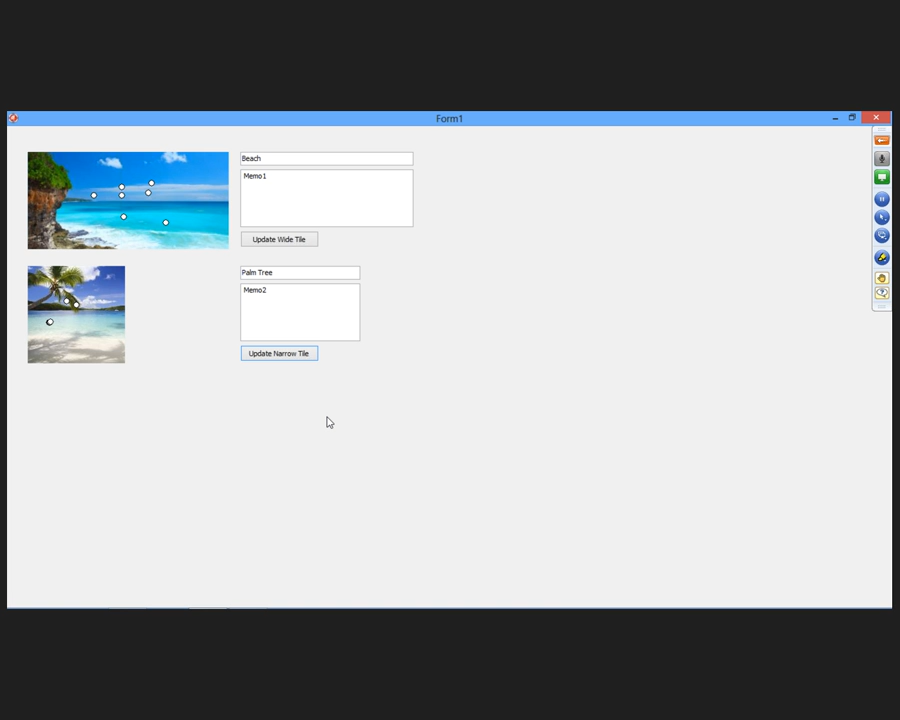 Form1
Beach
Memo1
Update Wide Tile
Palm Tree
Memo2
Update Narrow Tile